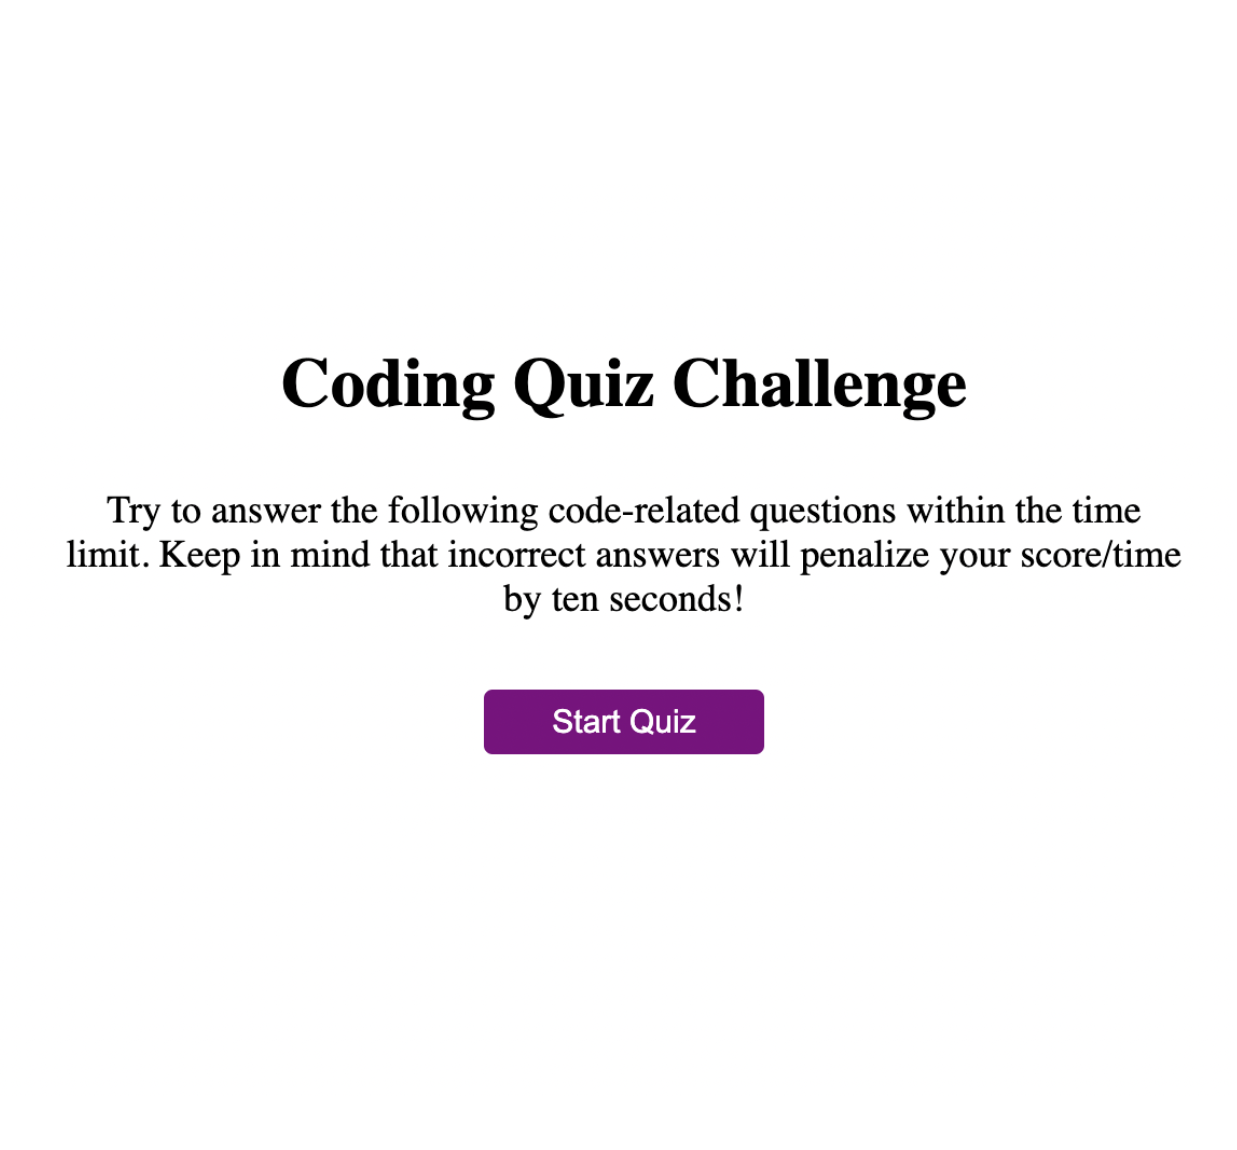 Coding Quiz Challenge
Try to answer the following code-related questions within the time
limit. Keep in mind that incorrect answers will penalize your score/time
by ten seconds!
Start Quiz